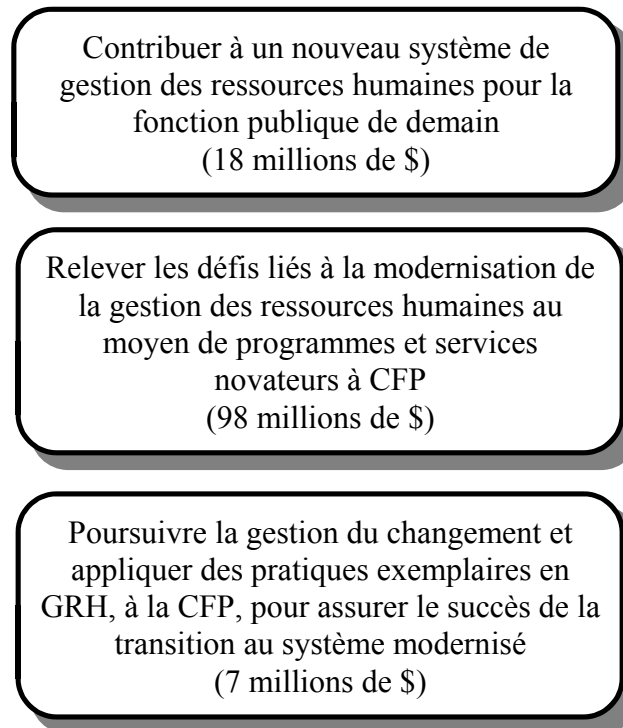 Contribuer à un nouveau système de
gestion des ressources humaines pour la
fonction publique de demain
(18 millions de $)
Relever les défis liés à la modernisation de
la gestion des ressources humaines au
moyen de programmes et services
novateurs à CFP
(98 millions de $)
Poursuivre la gestion du changement et
appliquer des pratiques exemplaires en
GRH, à la CFP, pour assurer le succès de la
transition au système modernisé
(7 millions de $)